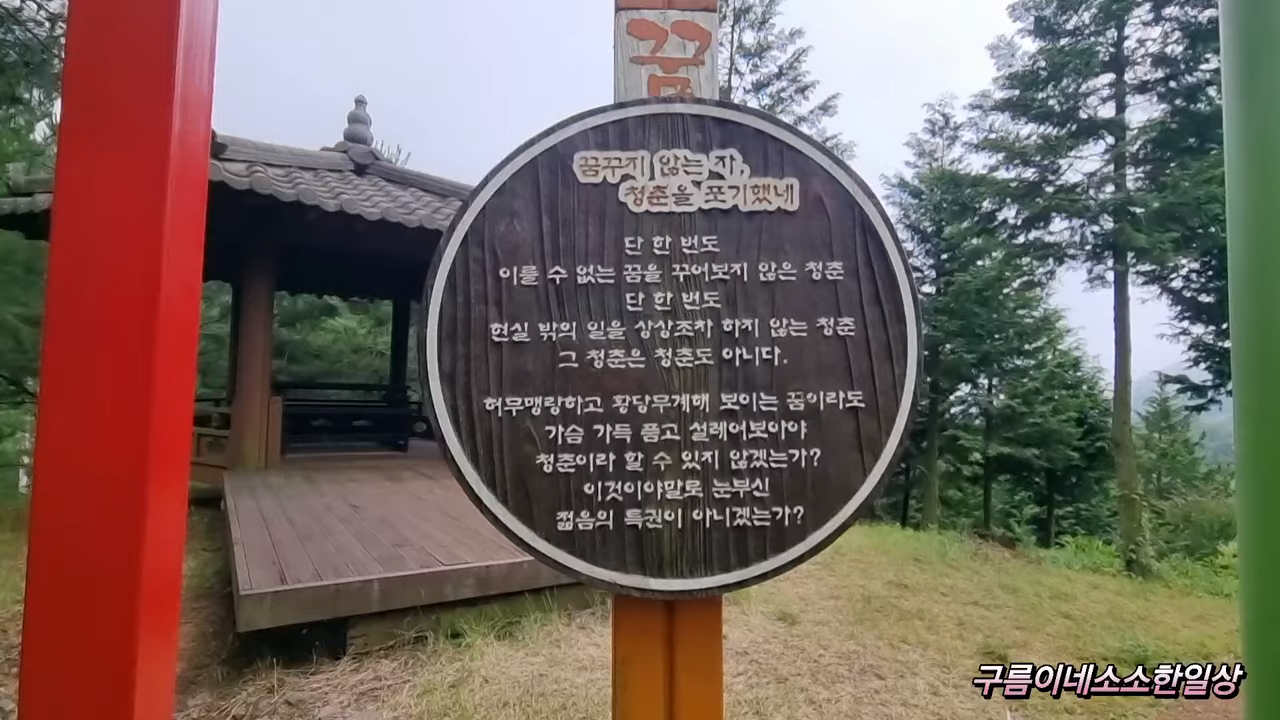 꿈
꿈꾸지 않는 자,
청춘을 포기했네
단 한 번도
이룰 수 없는 꿈을 꾸어보지 않은 청춘
단 한 번도
현실 밖의 일을 상상조차 하지 않는 청춘
그 청춘은 청춘도 아니다.
허무맹랑하고 황당무계해 보이는 꿈이라도
가슴 가득 품고 설레어보아야
청춘이라 할 수 있지 않겠는가?
이것이야말로 눈부신
젊음의 특권이 아니겠는가?
구름이네소소한일상